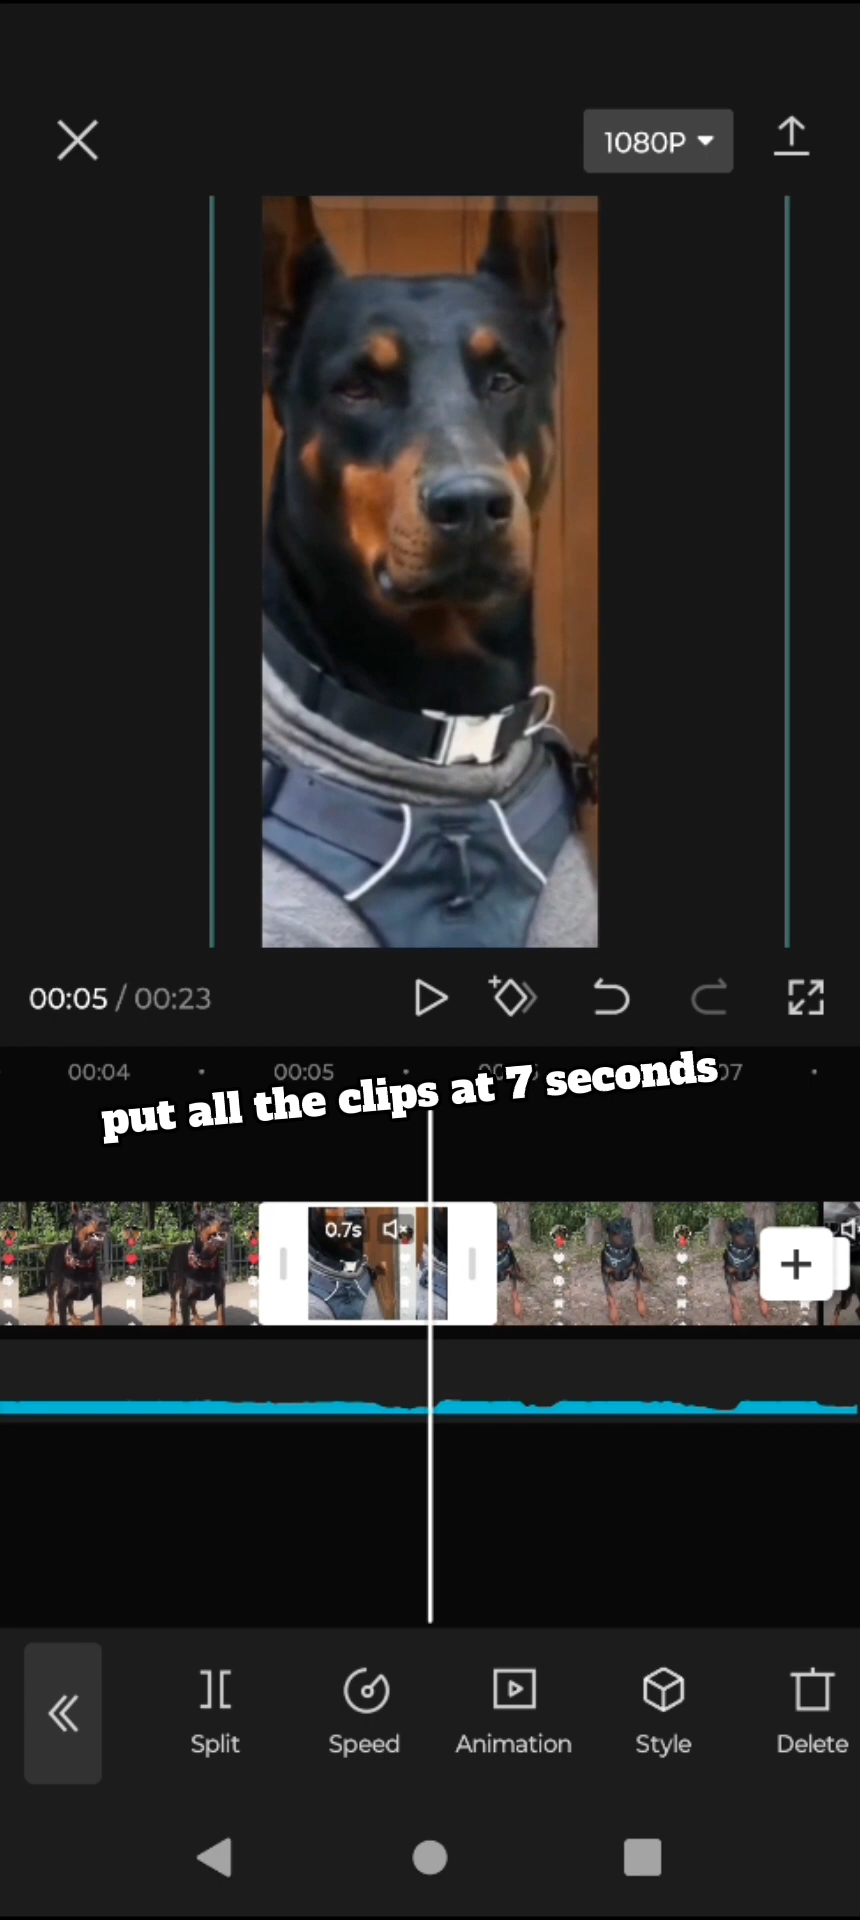 1080P
00:05 / 00:23
00:04
00:05
07
put all the clips at 7 seconds
0.7s
Split
Speed
Animation
Style
Delete